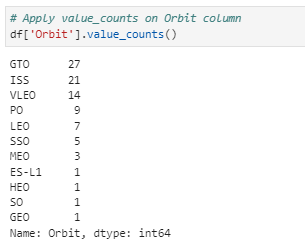 # Apply value_counts on Orbit column
df['Orbit'].value_counts()
GTO 27
ISS 21
VLEO 14
PO 9
LEO 7
SSO 5
MEO 3
ES-L1 1
HEO 1
SO 1
GEO 1
Name: Orbit, dtype: int64